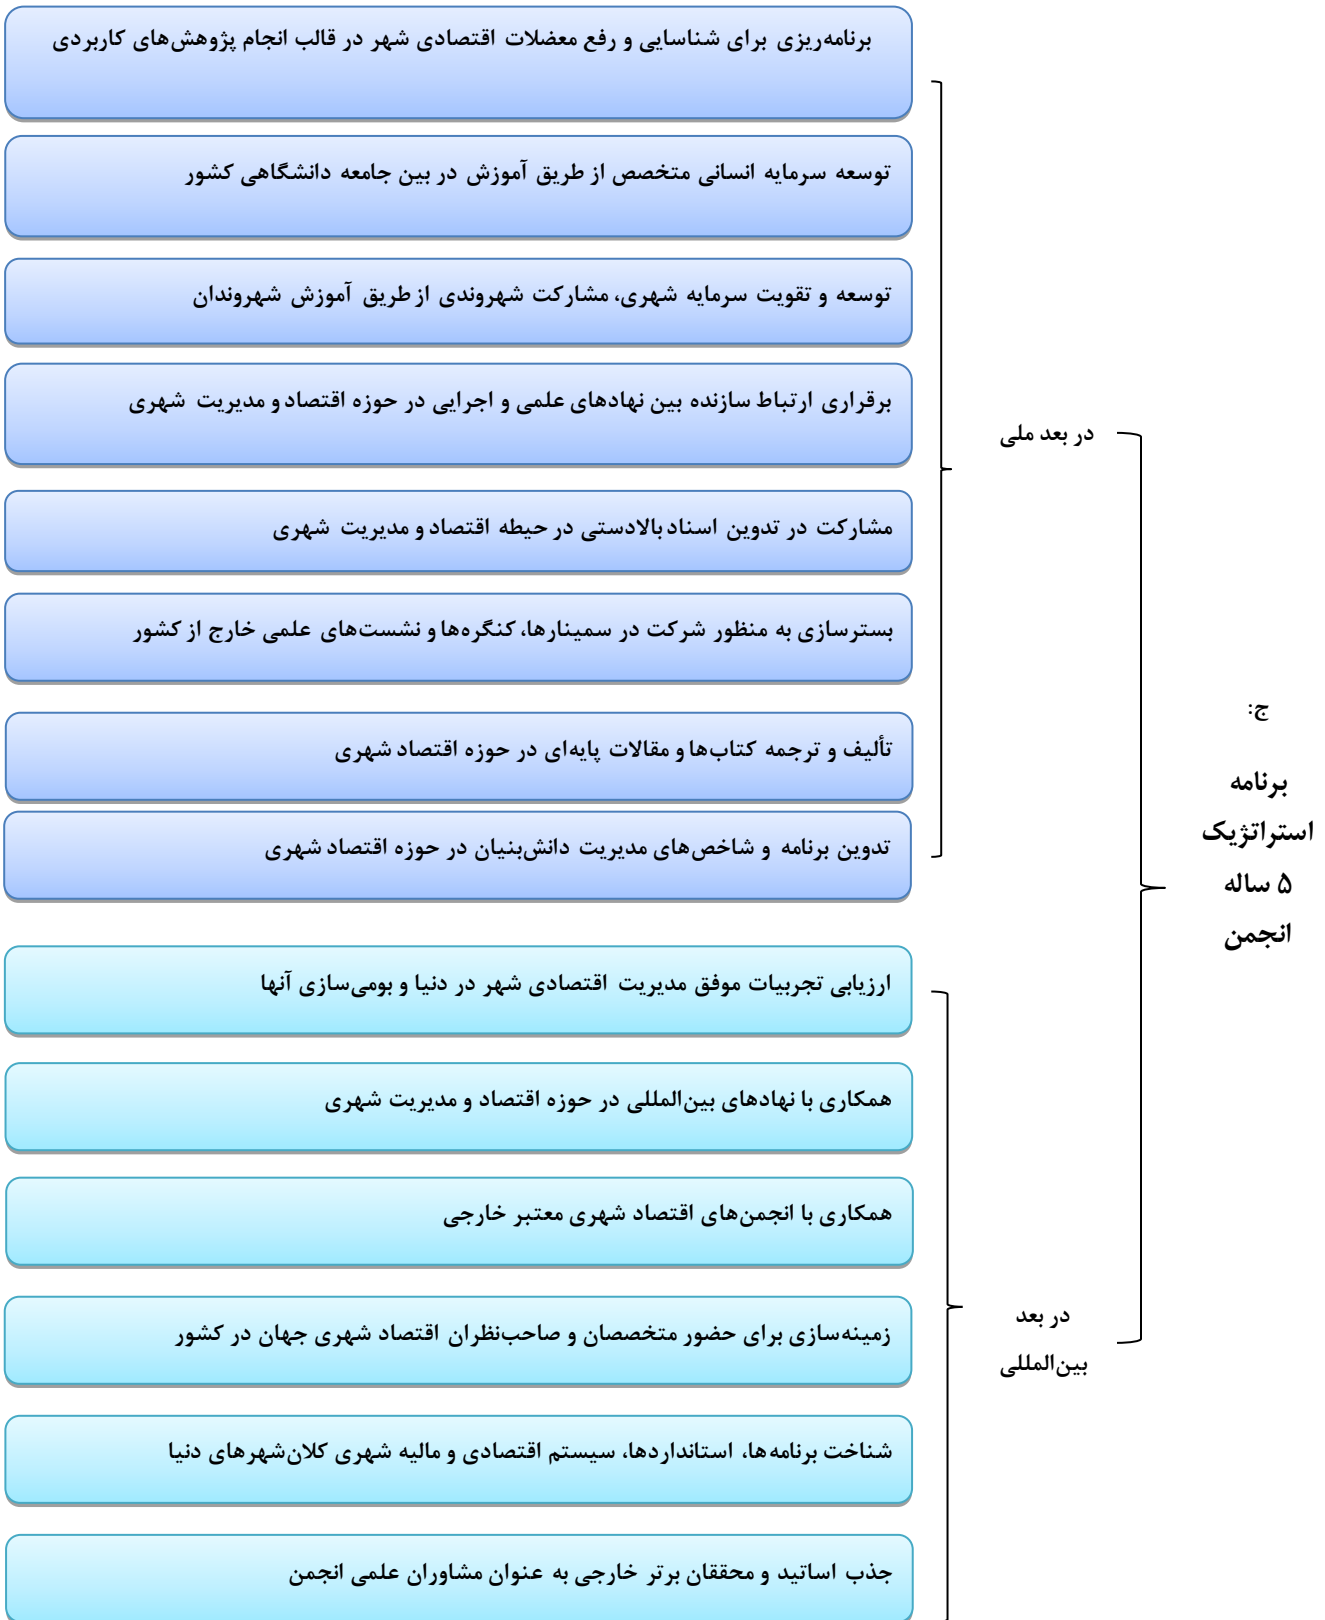 ج:
برنامه
استراتژیک
۵ ساله
انجمن
در بعد ملی
برنامه‌ریزی برای شناسایی و رفع معضلات اقتصادی شهر در قالب انجام پژوهش‌های کاربردی
توسعه سرمایه انسانی متخصص از طریق آموزش در بین جامعه دانشگاهی کشور
توسعه و تقویت سرمایه شهری، مشارکت شهروندی از طریق آموزش شهروندان
برقراری ارتباط سازنده بین نهادهای علمی و اجرایی در حوزه اقتصاد و مدیریت شهری
مشارکت در تدوین اسناد بالادستی در حیطه اقتصاد و مدیریت شهری
بسترسازی به منظور شرکت در سمینارها، کنگره‌ها و نشست‌های علمی خارج از کشور
تألیف و ترجمه کتاب‌ها و مقالات پایه‌ای در حوزه اقتصاد شهری
تدوین برنامه و شاخص‌های مدیریت دانش‌بنیان در حوزه اقتصاد شهری
در بعد
بین‌المللی
ارزیابی تجربیات موفق مدیریت اقتصادی شهر در دنیا و بومی‌سازی آنها
همکاری با نهادهای بین‌المللی در حوزه اقتصاد و مدیریت شهری
همکاری با انجمن‌های اقتصاد شهری معتبر خارجی
زمینه‌سازی برای حضور متخصصان و صاحب‌نظران اقتصاد شهری جهان در کشور
شناخت برنامه‌ها، استانداردها، سیستم اقتصادی و مالیه شهری کلان‌شهرهای دنیا
جذب اساتید و محققان برتر خارجی به عنوان مشاوران علمی انجمن